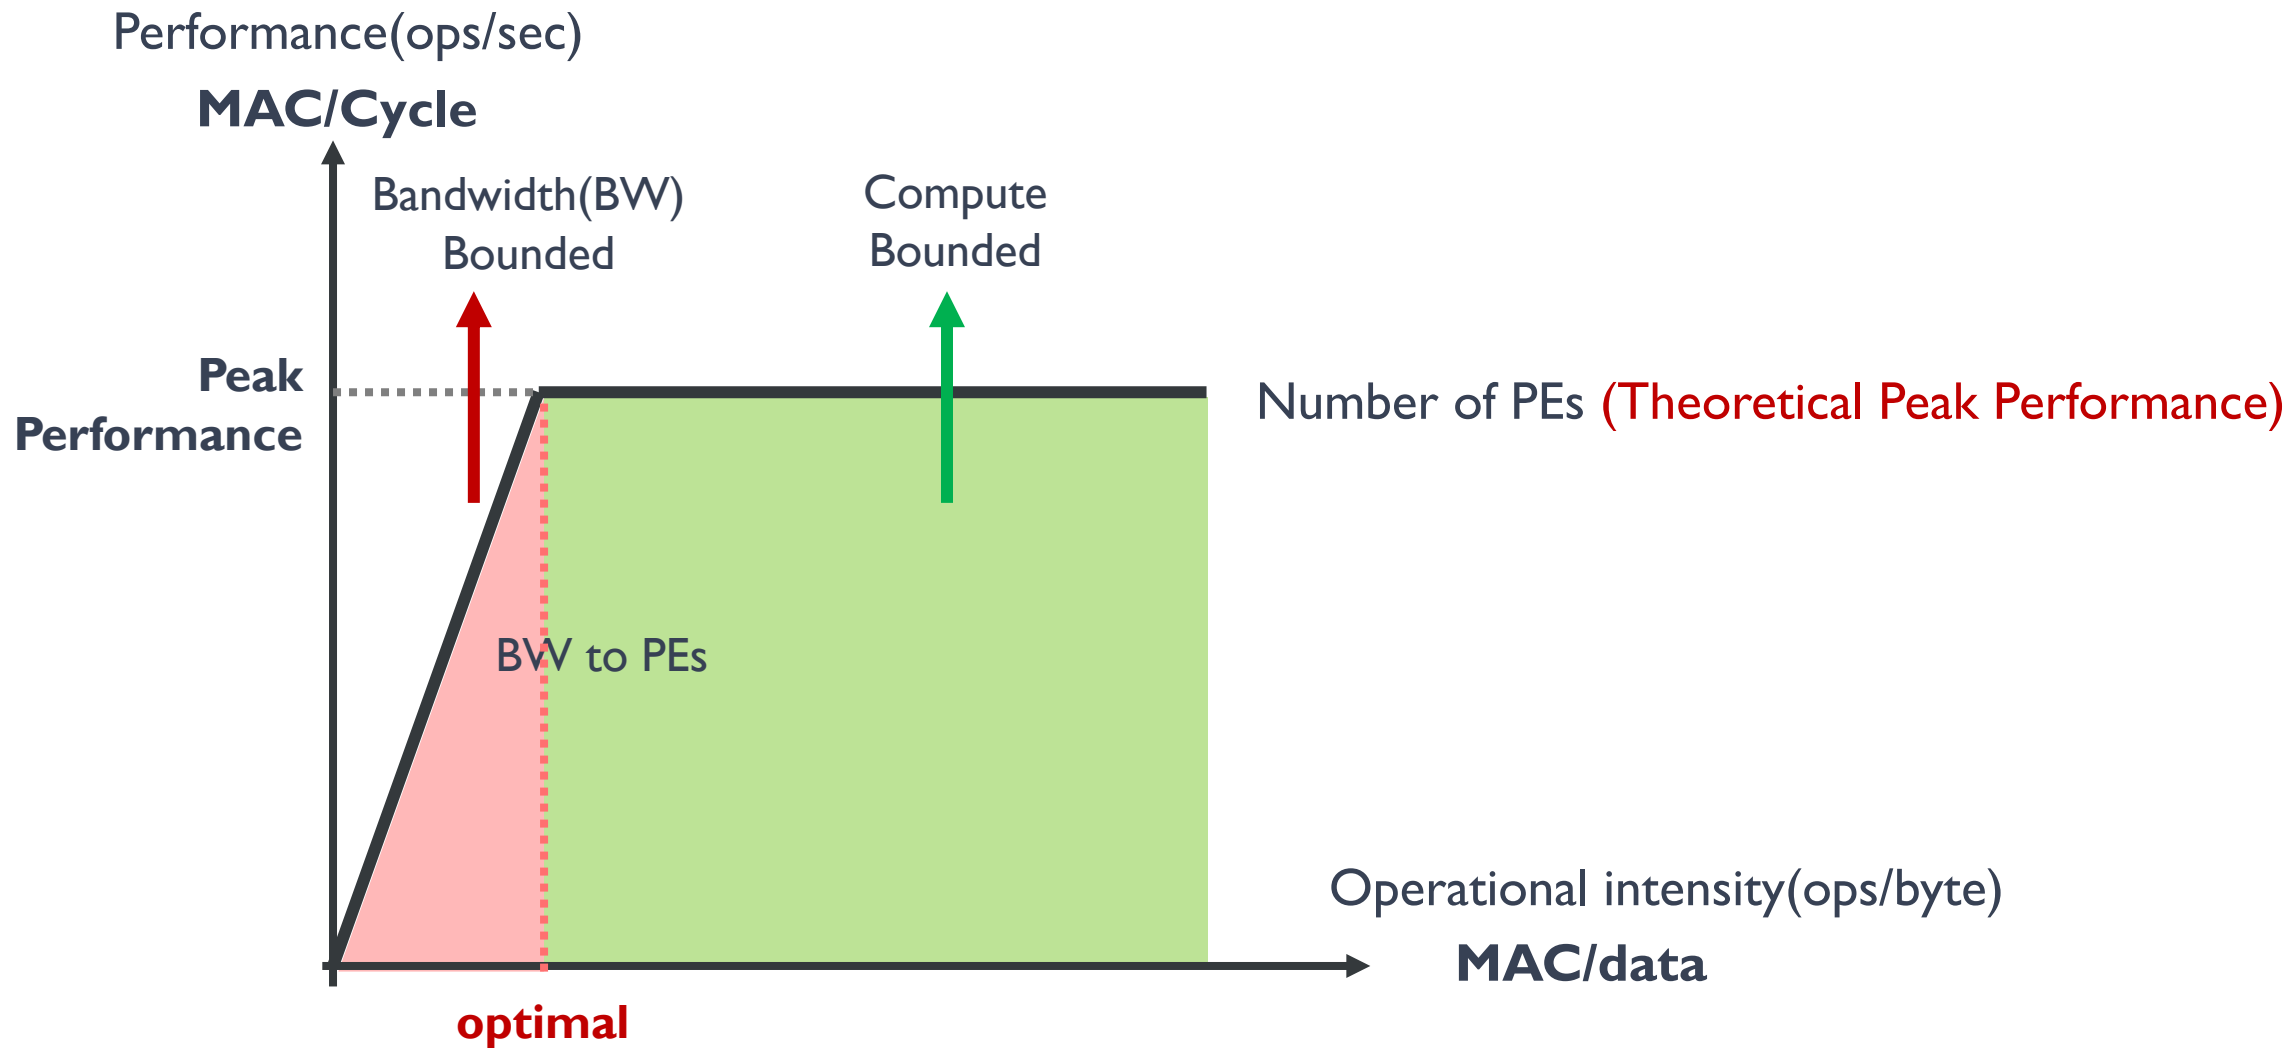 Performance(ops/sec)
MAC/Cycle
Bandwidth(BW)
Bounded
Compute
Bounded
Peak
Performance
Number of PEs (Theoretical Peak Performance)
BW to PEs
Operational intensity(ops/byte)
MAC/data
optimal